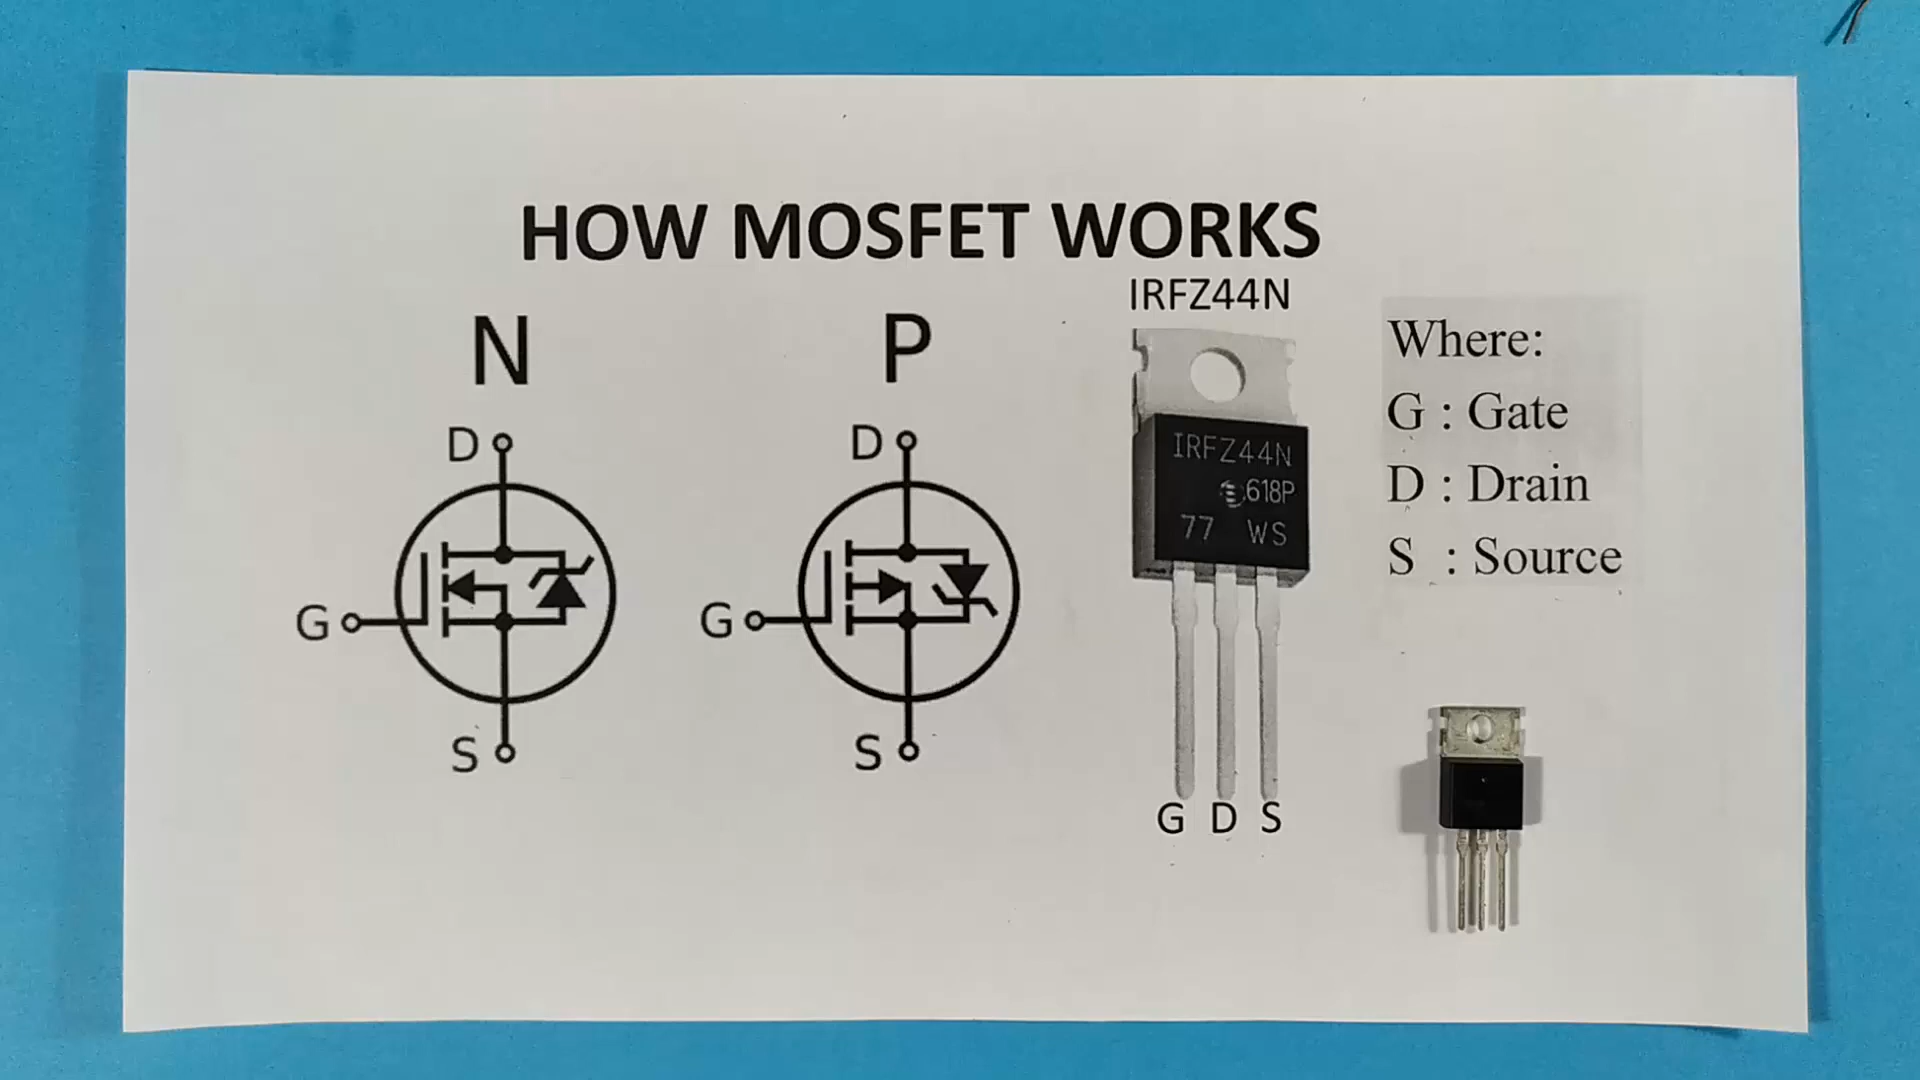 HOW MOSFET WORKS
N
D
G
S
P
D
G
S
IRFZ44N
IRFZ44N
618P
77 WS
G D S
Where:
G : Gate
D : Drain
S : Source